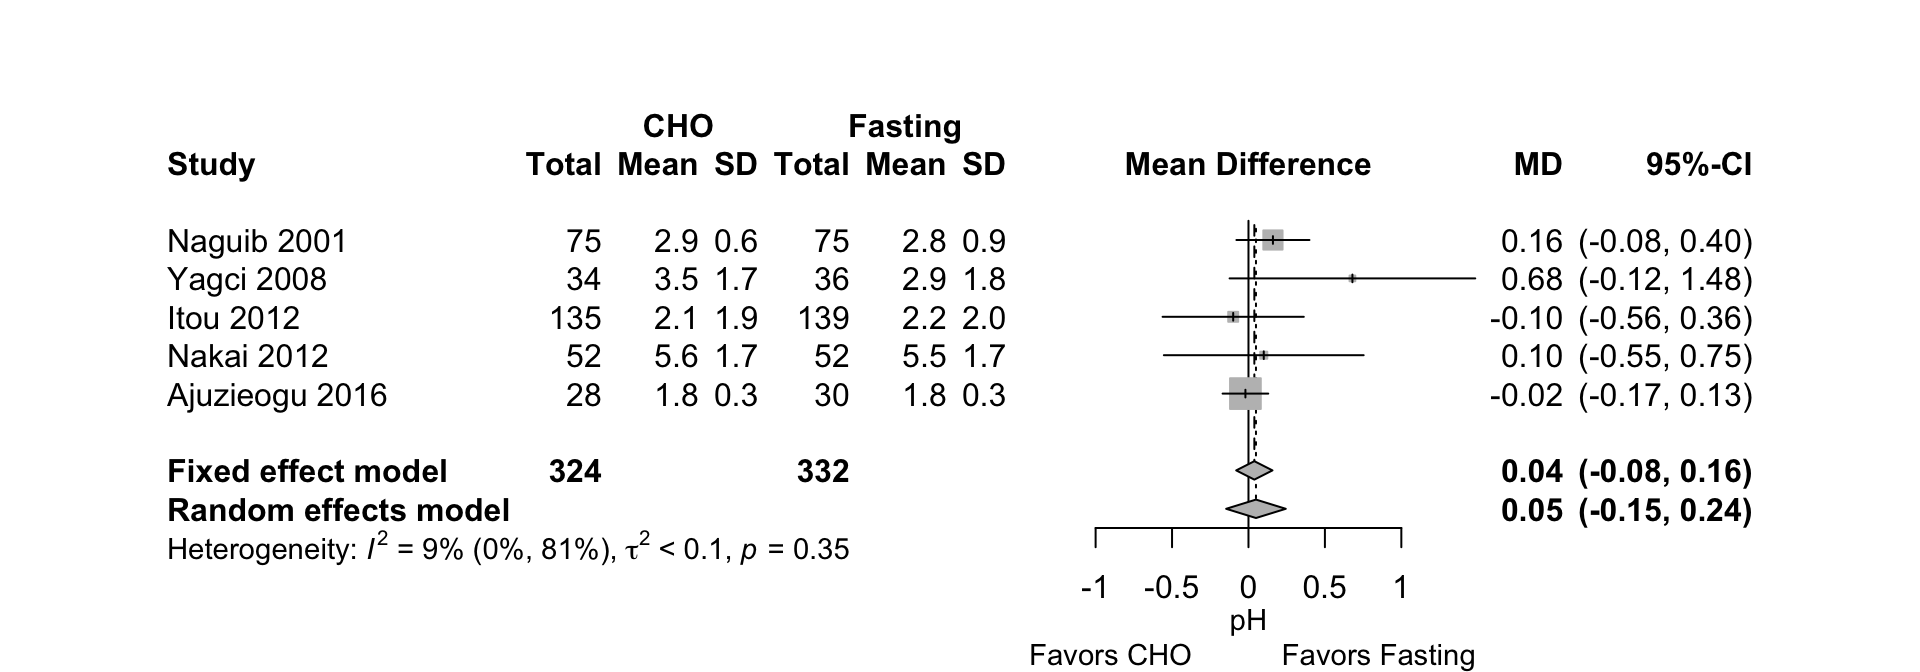 CHO Fasting
Study Total Mean SD Total Mean SD Mean Difference MD 95%-CI
Naguib 2001 75 2.9 0.6 75 2.8 0.9 0.16 (-0.08, 0.40)
Yagci 2008 34 3.5 1.7 36 2.9 1.8 0.68 (-0.12, 1.48)
Itou 2012 135 2.1 1.9 139 2.2 2.0 -0.10 (-0.56, 0.36)
Nakai 2012 52 5.6 1.7 52 5.5 1.7 0.10 (-0.55, 0.75)
Ajuzieogu 2016 28 1.8 0.3 30 1.8 0.3 -0.02 (-0.17, 0.13)
Fixed effect model 324 332 0.04 (-0.08, 0.16)
Random effects model 0.05 (-0.15, 0.24)
Heterogeneity: I² = 9% (0%, 81%), τ² < 0.1, p = 0.35
-1 -0.5 0 0.5 1
pH
Favors CHO Favors Fasting